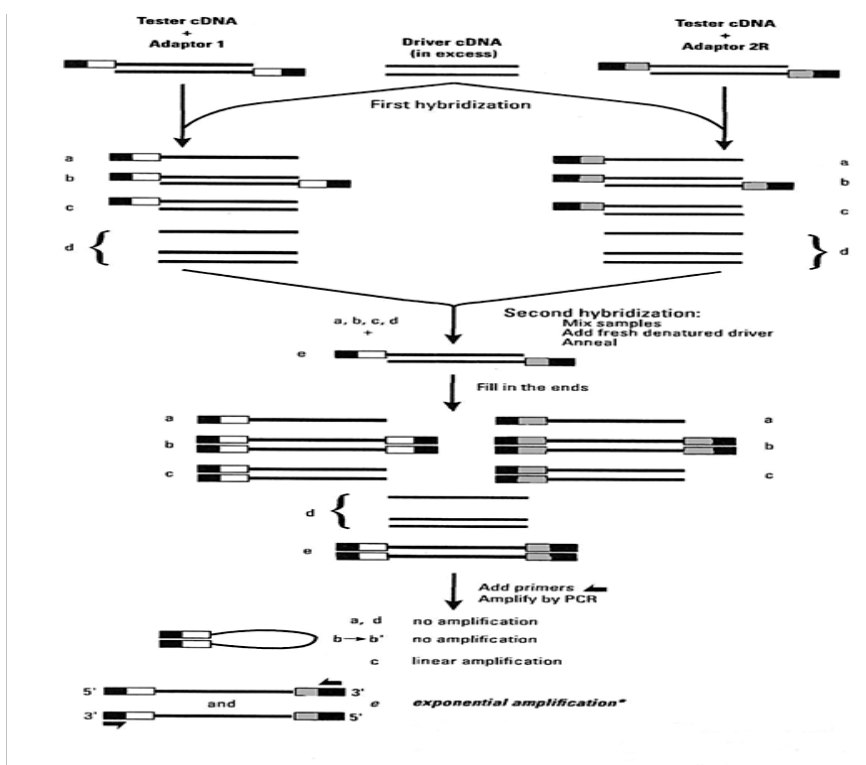 Tester cDNA
+
Adaptor 1
Driver cDNA
(in excess)
Tester cDNA
+
Adaptor 2R
First hybridization
a
b
c
d
a
b
c
d
a, b, c, d
+
e
Second hybridization:
Mix samples
Add fresh denatured driver
Anneal
Fill in the ends
a
b
c
a
b
c
d
e
Add primers
Amplify by PCR
a, d no amplification
b→b' no amplification
c linear amplification
5' 3'
and
3' 5'
e exponential amplification*